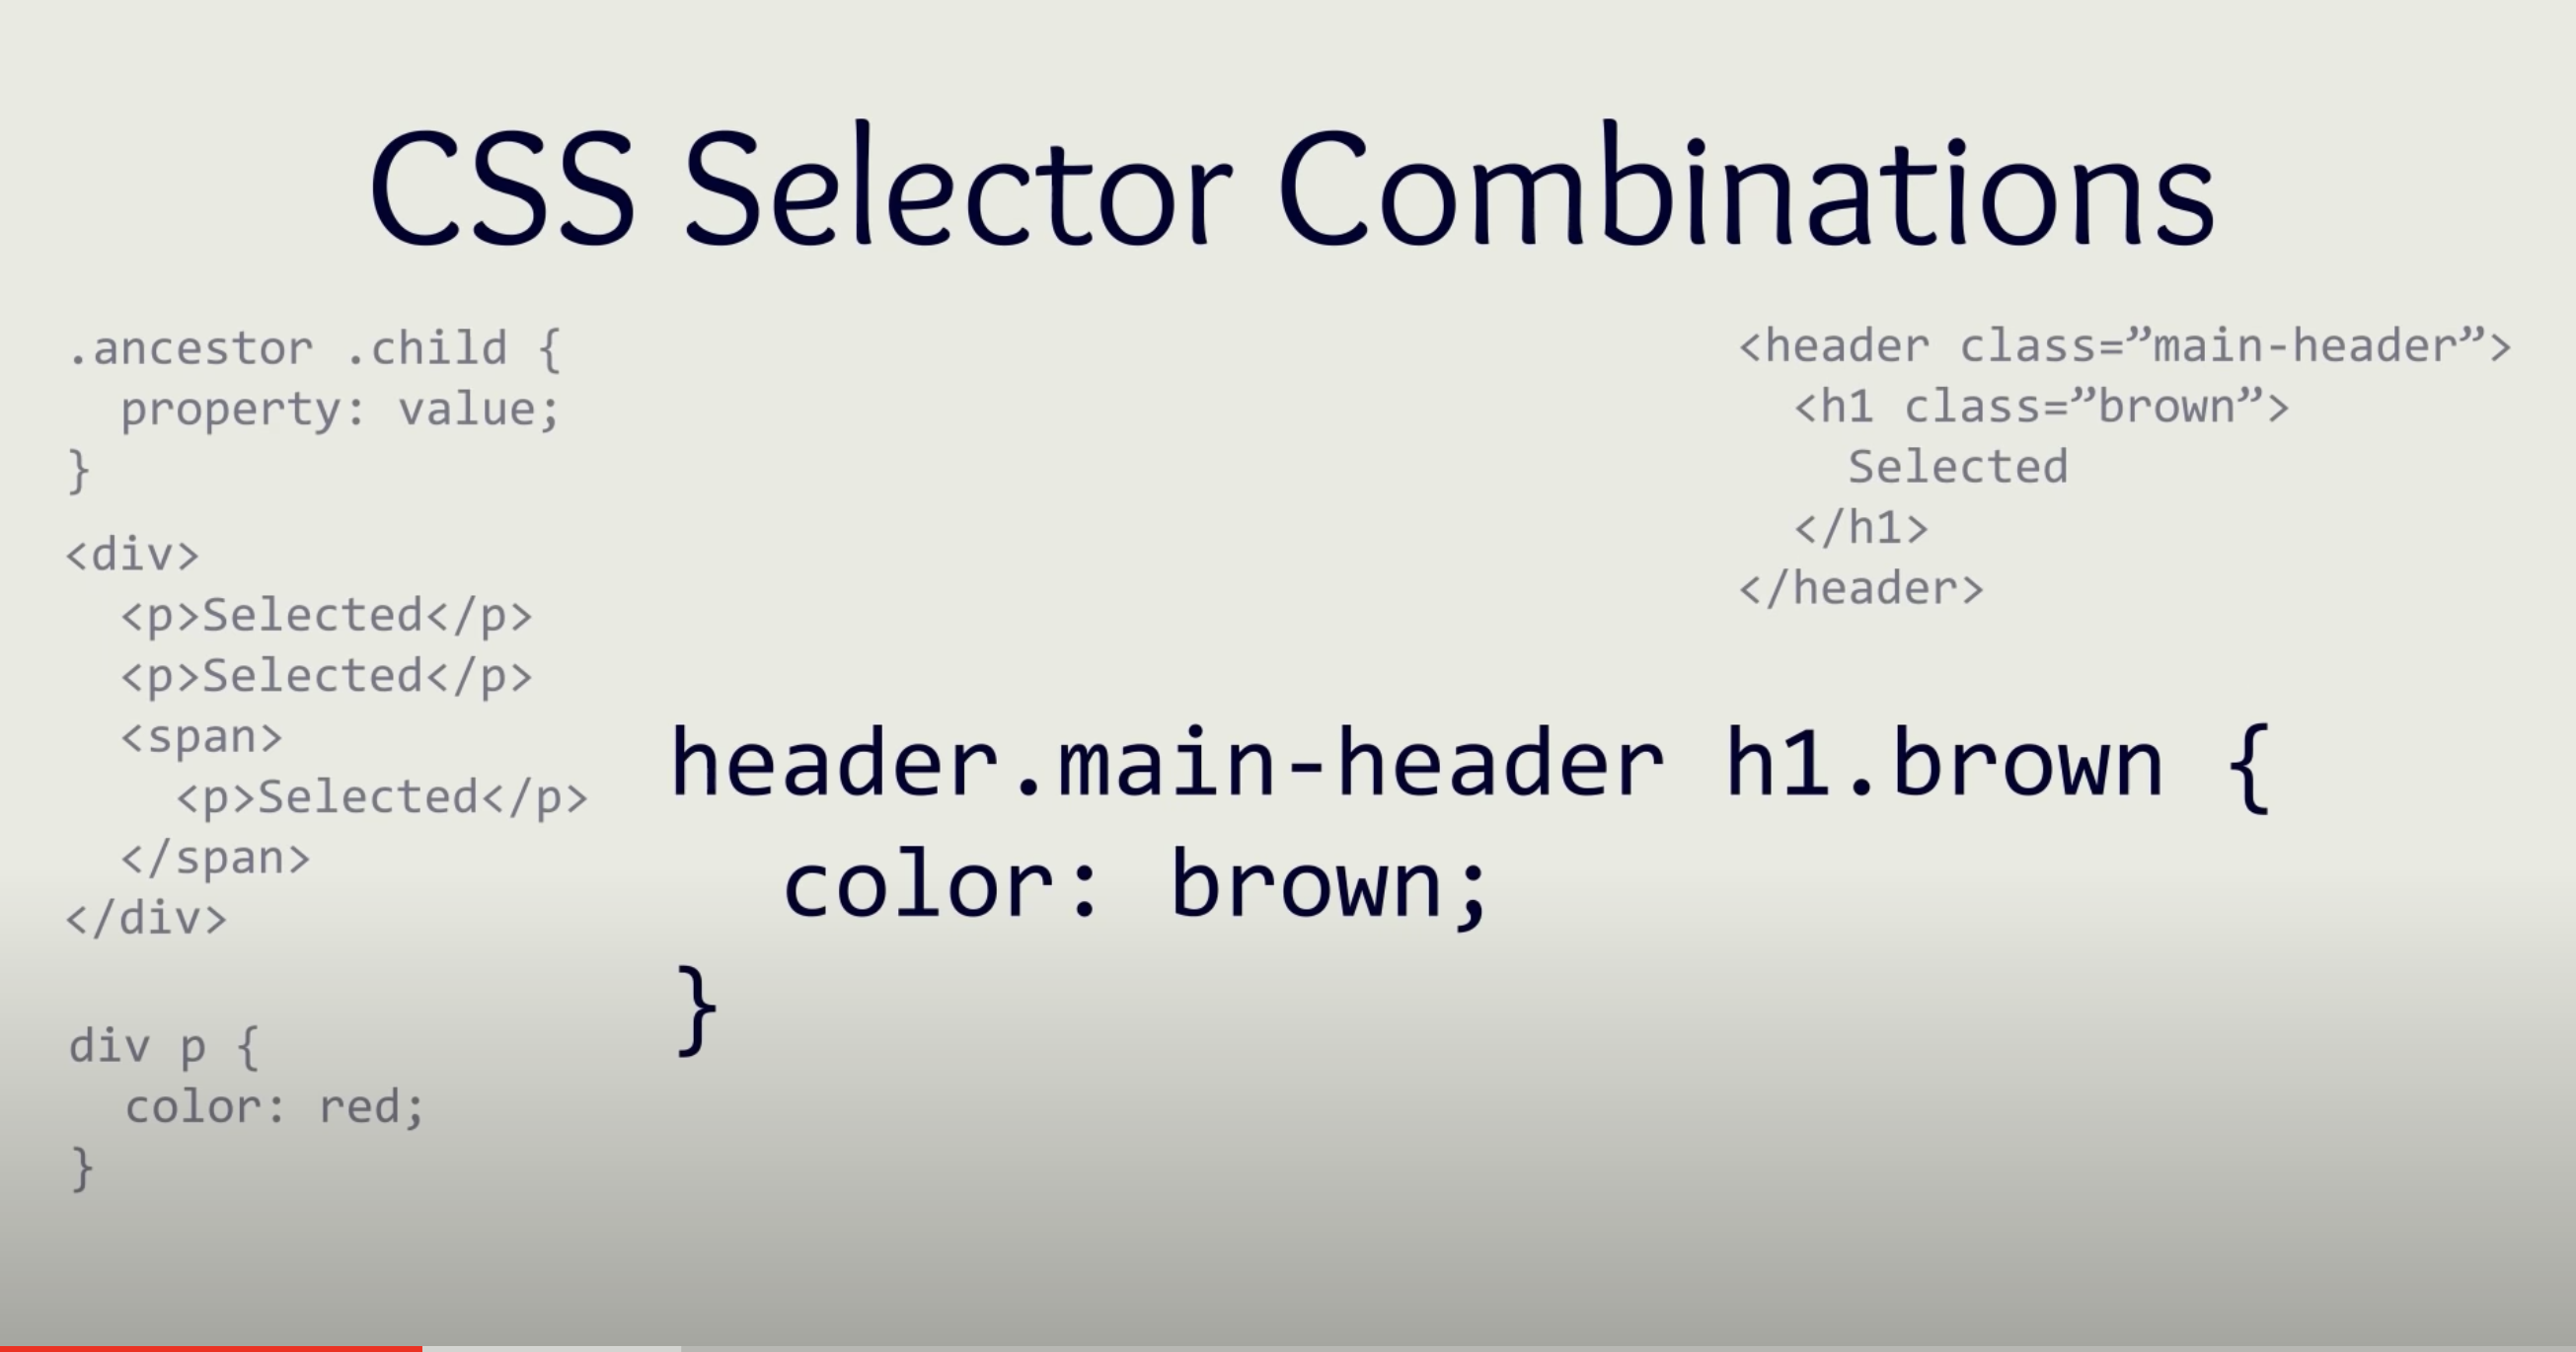 CSS Selector Combinations
.ancestor .child {
  property: value;
}
<div>
  <p>Selected</p>
  <p>Selected</p>
  <span>
    <p>Selected</p>
  </span>
</div>
div p {
  color: red;
}
header.main-header h1.brown {
  color: brown;
}
<header class=”main-header”>
  <h1 class=”brown”>
    Selected
  </h1>
</header>